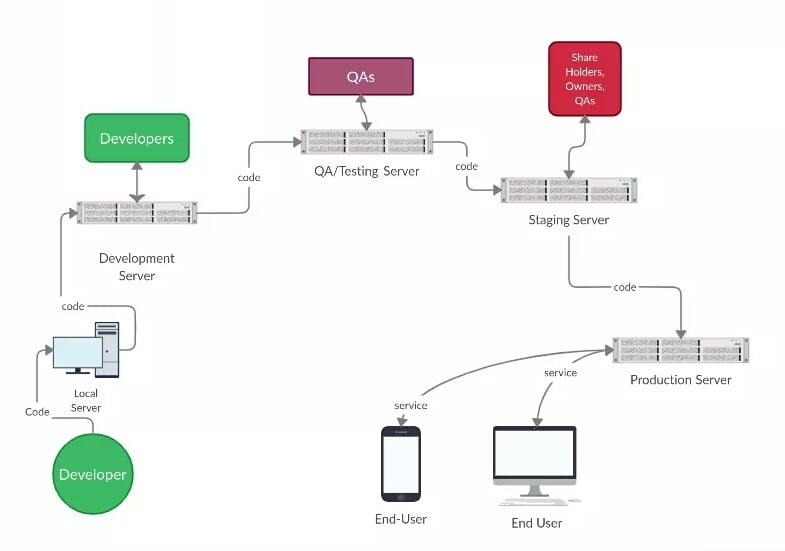 QAs
Share
Holders,
Owners,
QAs
Developers
QA/Testing Server
code
code
Staging Server
Development
Server
code
code
Local
Server
Production Server
service
service
Code
Developer
End-User
End User